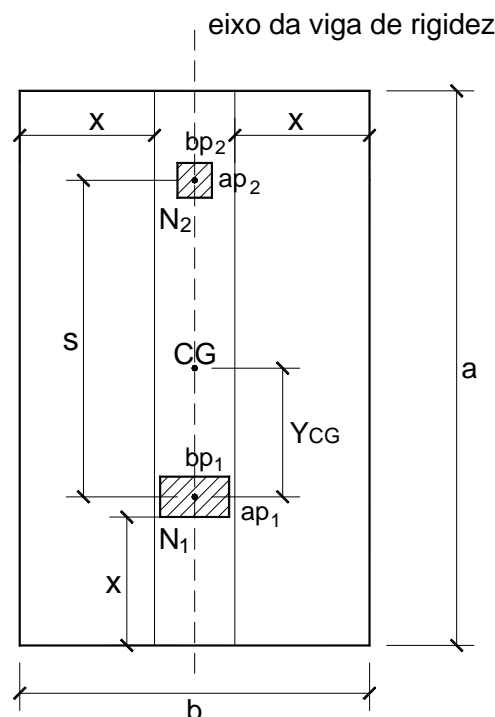 eixo da viga de rigidez
x x
bp₂
ap₂
N₂
s
CG
a
YCG
bp₁
ap₁
N₁
x
b